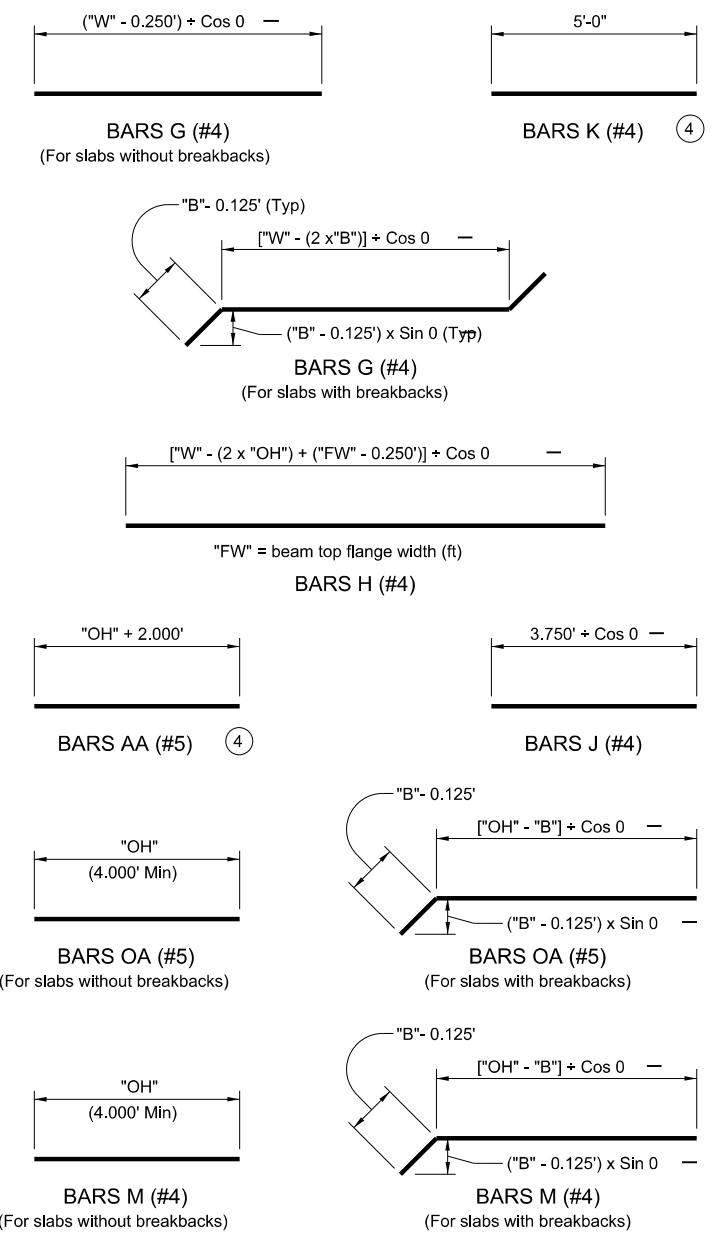 ("W" - 0.250') ÷ Cos 0 —
5'-0"
BARS G (#4)
(For slabs without breakbacks)
BARS K (#4) 4
"B"- 0.125' (Typ)
["W" - (2 x"B")] ÷ Cos 0 —
("B" - 0.125') x Sin 0 (Typ)
BARS G (#4)
(For slabs with breakbacks)
["W" - (2 x "OH") + ("FW" - 0.250')] ÷ Cos 0 —
"FW" = beam top flange width (ft)
BARS H (#4)
"OH" + 2.000'
3.750' ÷ Cos 0 —
BARS AA (#5) 4
BARS J (#4)
"B"- 0.125'
["OH" - "B"] ÷ Cos 0 —
"OH"
(4.000' Min)
("B" - 0.125') x Sin 0 —
BARS OA (#5)
(For slabs without breakbacks)
BARS OA (#5)
(For slabs with breakbacks)
"B"- 0.125'
["OH" - "B"] ÷ Cos 0 —
"OH"
(4.000' Min)
("B" - 0.125') x Sin 0 —
BARS M (#4)
(For slabs without breakbacks)
BARS M (#4)
(For slabs with breakbacks)